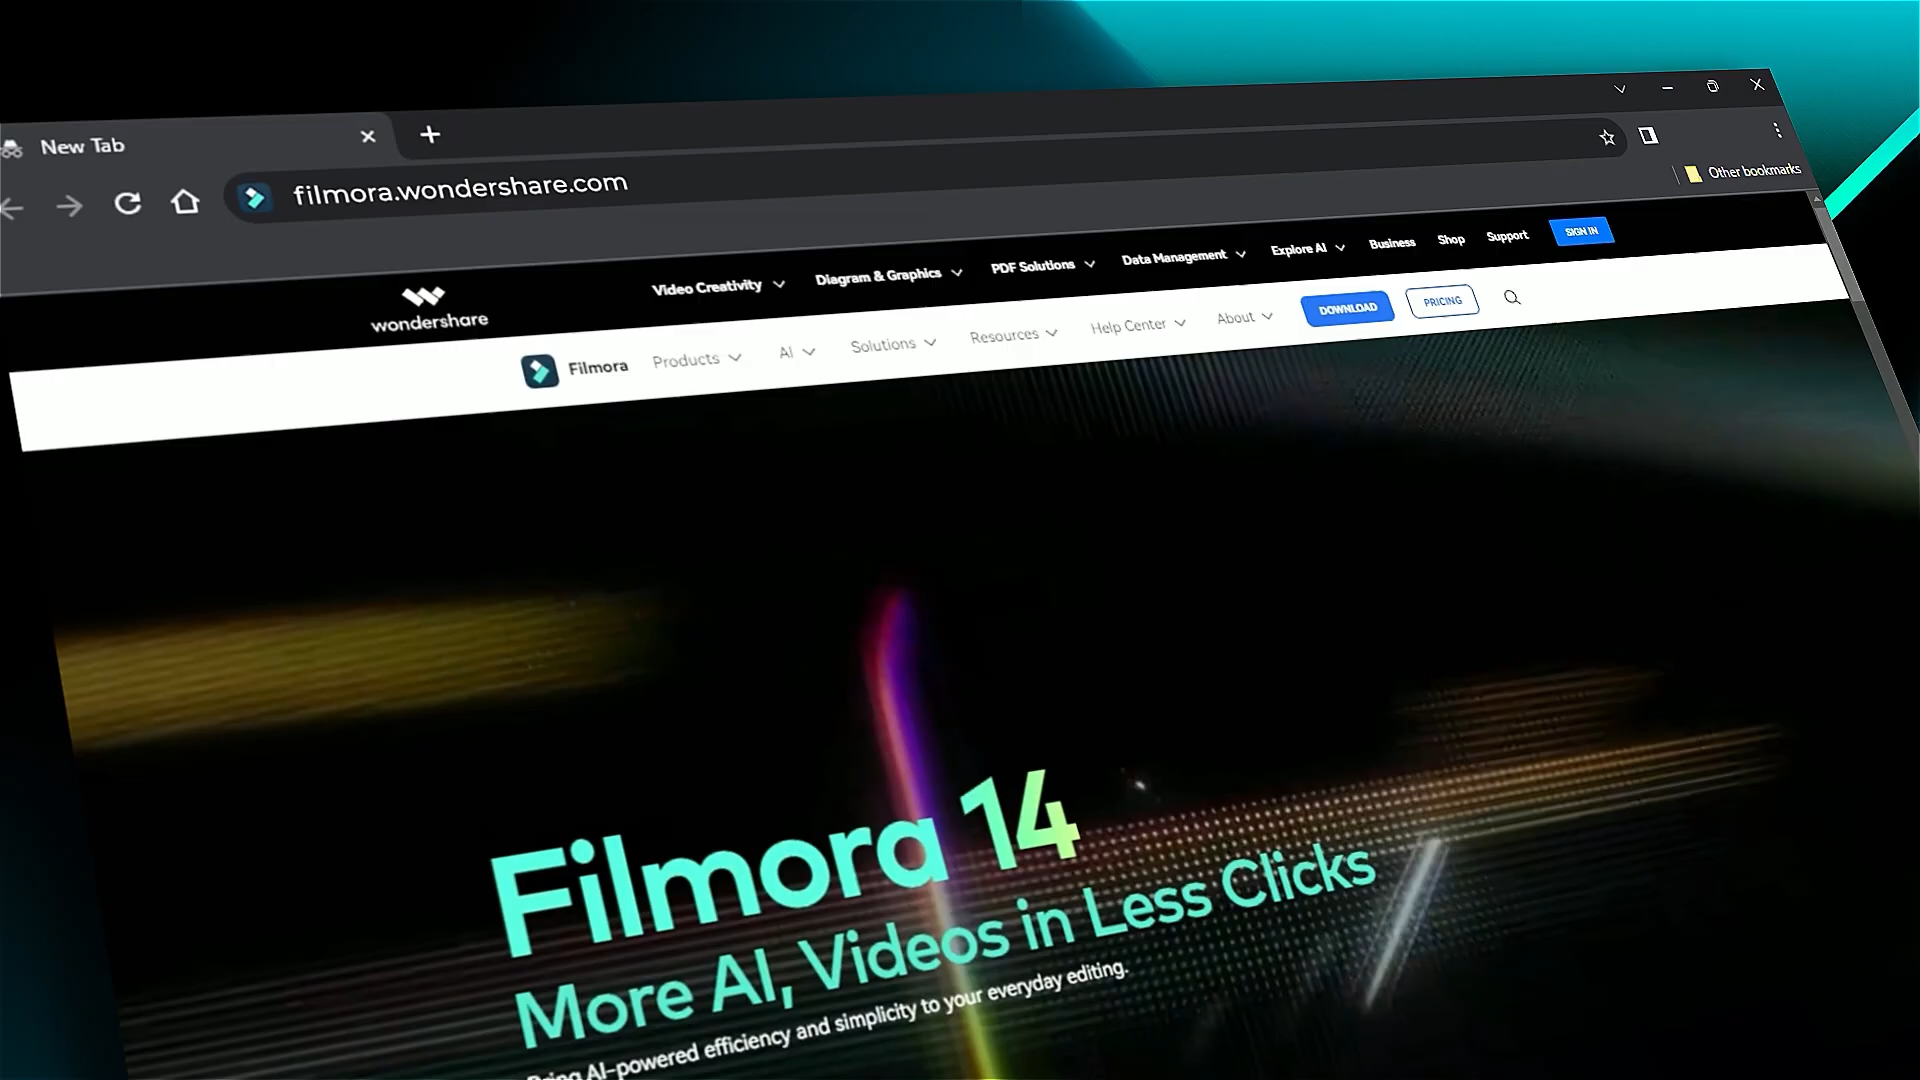 New Tab
filmora.wondershare.com
Other bookmarks
wondershare
Video Creativity
Diagram & Graphics
PDF Solutions
Data Management
Explore AI
Business
Shop
Support
SIGN IN
Filmora
Products
AI
Solutions
Resources
Help Center
About
DOWNLOAD
PRICING
Filmora 14
More AI, Videos in Less Clicks
Bring AI-powered efficiency and simplicity to your everyday editing.